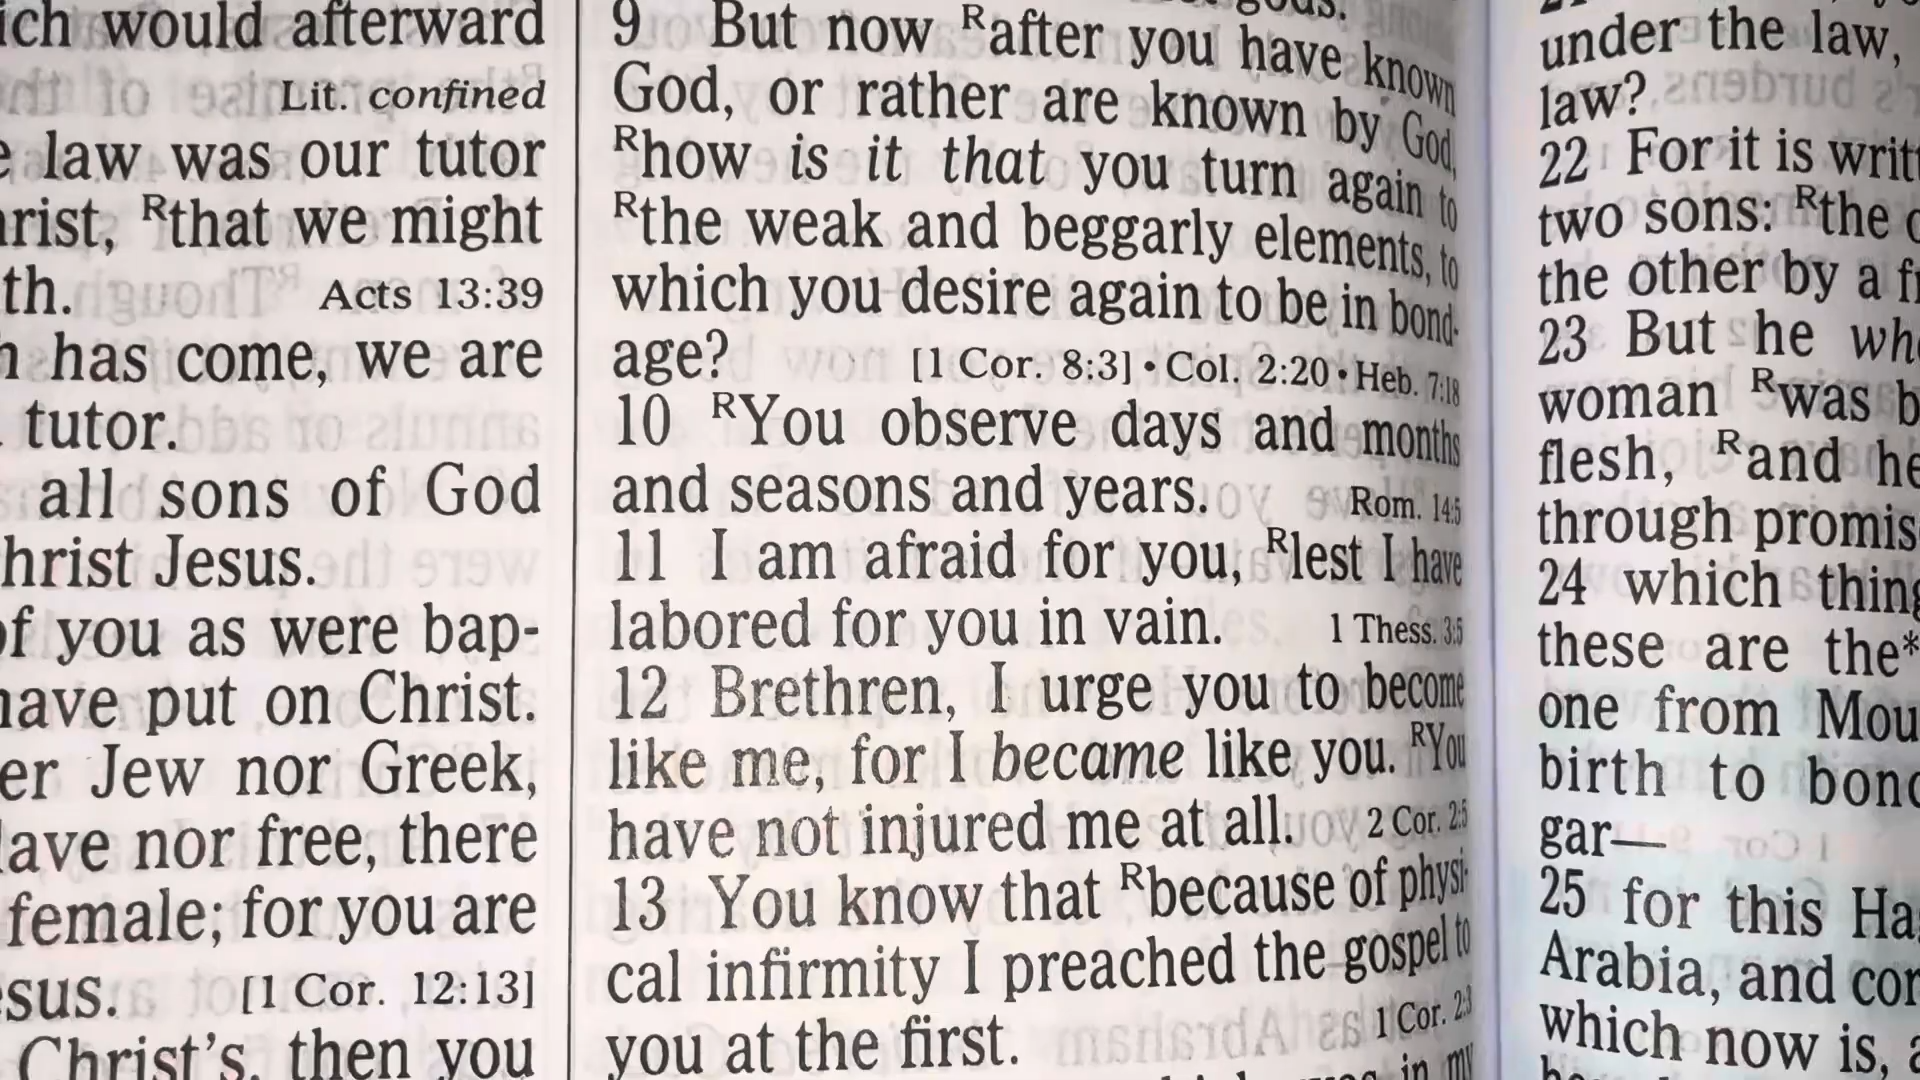 ich would afterward
Lit. confined
law was our tutor
rist, Rthat we might
th. Acts 13:39
has come, we are
tutor.
all sons of God
hrist Jesus.
of you as were bap-
have put on Christ.
er Jew nor Greek,
lave nor free, there
female; for you are
esus. [1 Cor. 12:13]
Christ's, then you
gods.
9 But now Rafter you have known
God, or rather are known by God,
Rhow is it that you turn again to
Rthe weak and beggarly elements, to
which you desire again to be in bond-
age? [1 Cor. 8:3] • Col. 2:20 • Heb. 7:18
10 RYou observe days and months
and seasons and years. Rom. 14:5
11 I am afraid for you, Rlest I have
labored for you in vain. 1 Thess. 3:5
12 Brethren, I urge you to become
like me, for I became like you. RYou
have not injured me at all. 2 Cor. 2:5
13 You know that Rbecause of physi-
cal infirmity I preached the gospel to
you at the first. 1 Cor. 2:3
in my
under the law,
law?
22 For it is writt
two sons: Rthe
the other by a fr
23 But he wh
woman Rwas b
flesh, Rand he
through promis
24 which thing
these are the*
one from Mou
birth to bond
gar—
25 for this Ha
Arabia, and cor
which now is, a